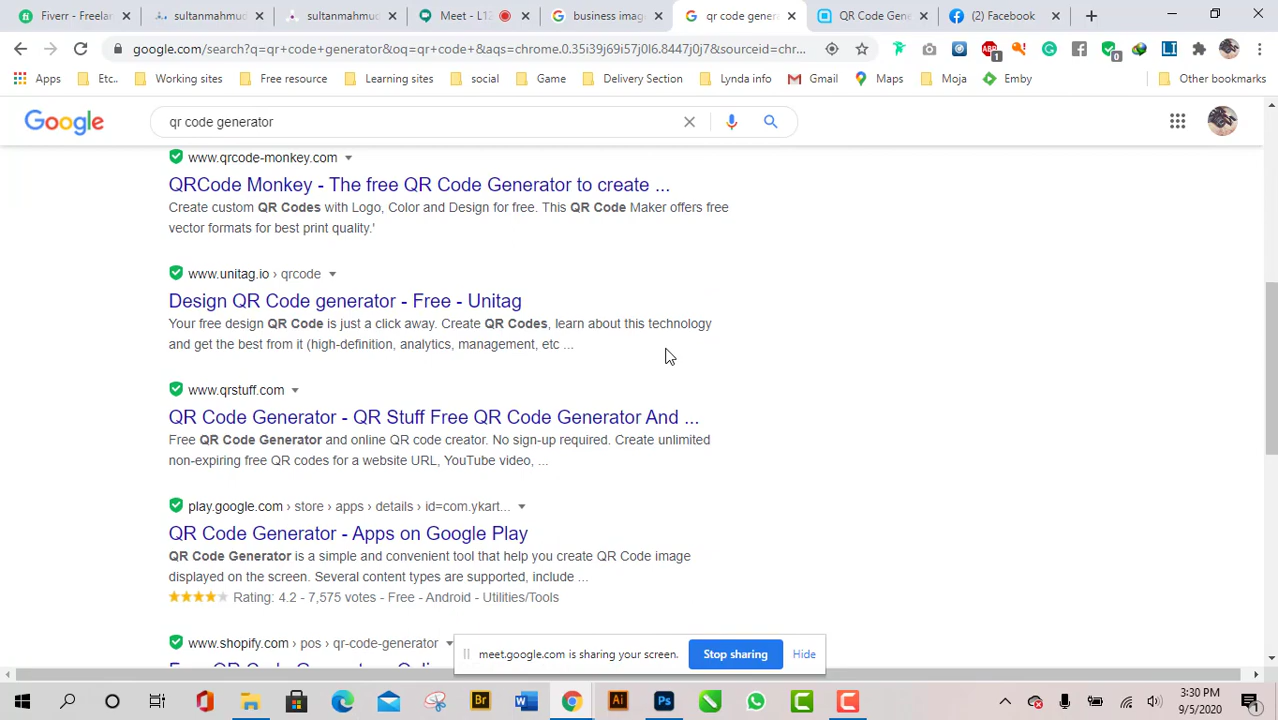 Fiverr - Freelan
sultanmahmud
sultanmahmud
Meet - L13
business imag
qr code gener
QR Code Gene
(2) Facebook
google.com/search?q=qr+code+generator&oq=qr+code+&aqs=chrome.0.35i39j69i57j0l6.8447j0j7&sourceid=chr...
Apps
Etc..
Working sites
Free resource
Learning sites
social
Game
Delivery Section
Lynda info
Gmail
Maps
Moja
Emby
Other bookmarks
Google
qr code generator
www.qrcode-monkey.com
QRCode Monkey - The free QR Code Generator to create ...
Create custom QR Codes with Logo, Color and Design for free. This QR Code Maker offers free
vector formats for best print quality.'
www.unitag.io › qrcode
Design QR Code generator - Free - Unitag
Your free design QR Code is just a click away. Create QR Codes, learn about this technology
and get the best from it (high-definition, analytics, management, etc ...
www.qrstuff.com
QR Code Generator - QR Stuff Free QR Code Generator And ...
Free QR Code Generator and online QR code creator. No sign-up required. Create unlimited
non-expiring free QR codes for a website URL, YouTube video, ...
play.google.com › store › apps › details › id=com.ykart...
QR Code Generator - Apps on Google Play
QR Code Generator is a simple and convenient tool that help you create QR Code image
displayed on the screen. Several content types are supported, include ...
Rating: 4.2 - 7,575 votes - Free - Android - Utilities/Tools
www.shopify.com › pos › qr-code-generator
meet.google.com is sharing your screen.
Stop sharing
Hide
3:30 PM
9/5/2020